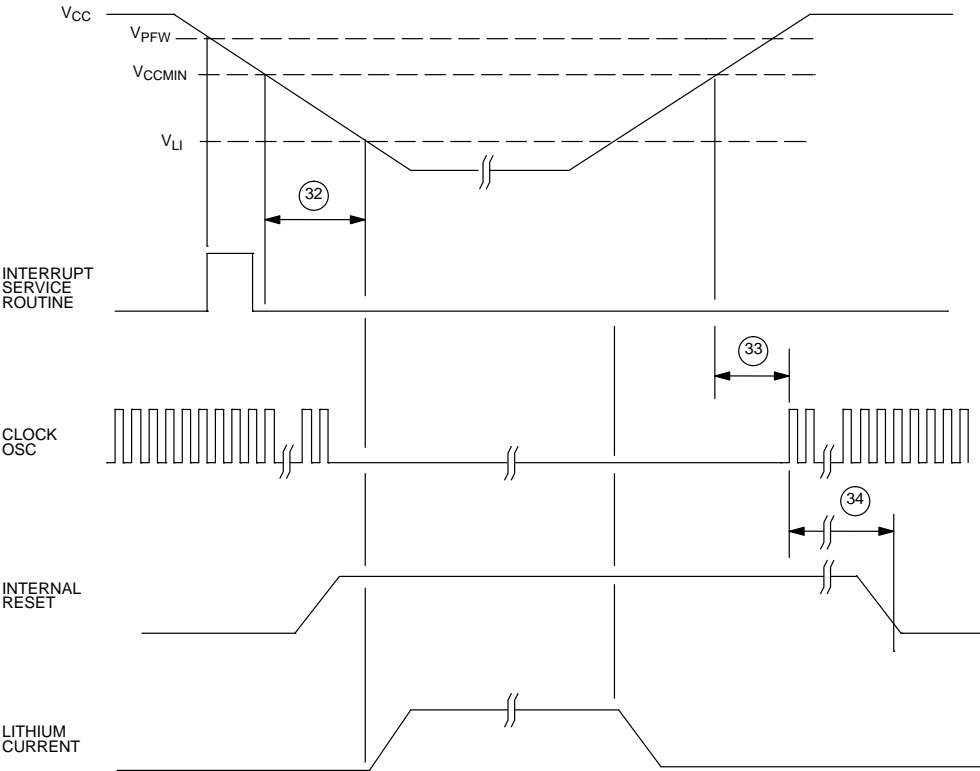 VCC
VPFW
VCCMIN
VLI
32
INTERRUPT
SERVICE
ROUTINE
33
CLOCK
OSC
34
INTERNAL
RESET
LITHIUM
CURRENT